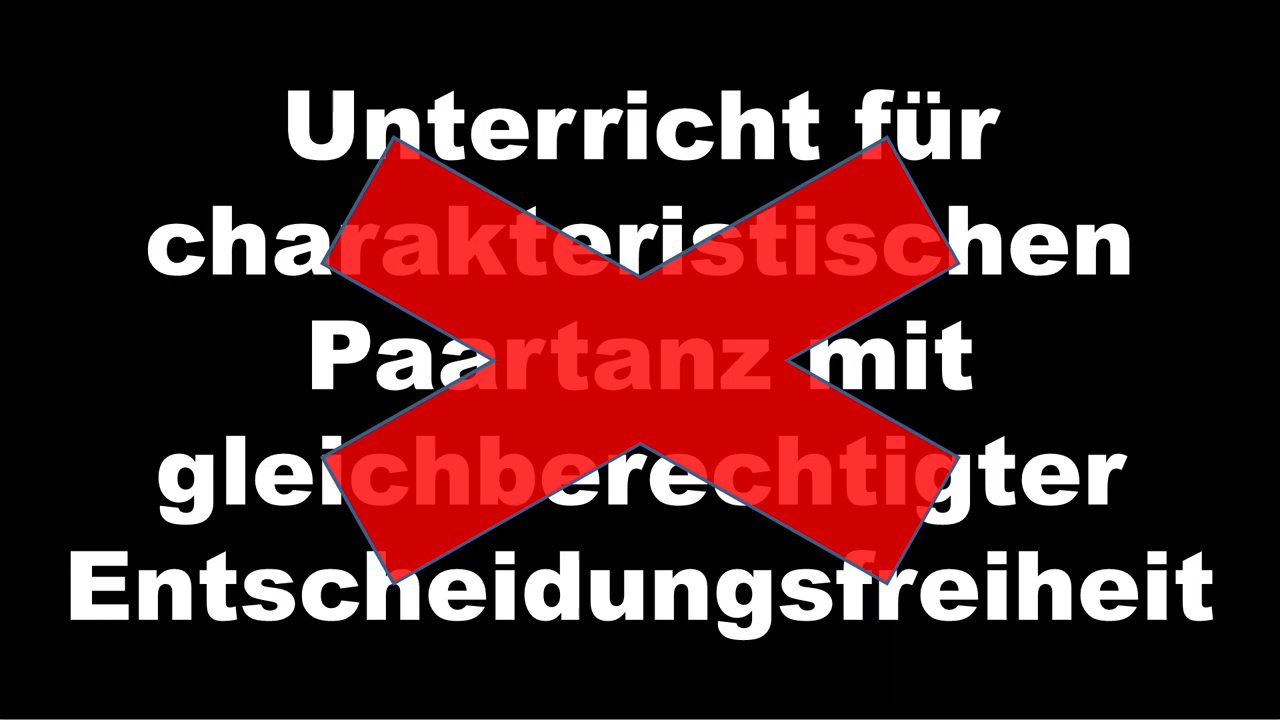 Unterricht für
charakteristischen
Paartanz mit
gleichberechtigter
Entscheidungsfreiheit